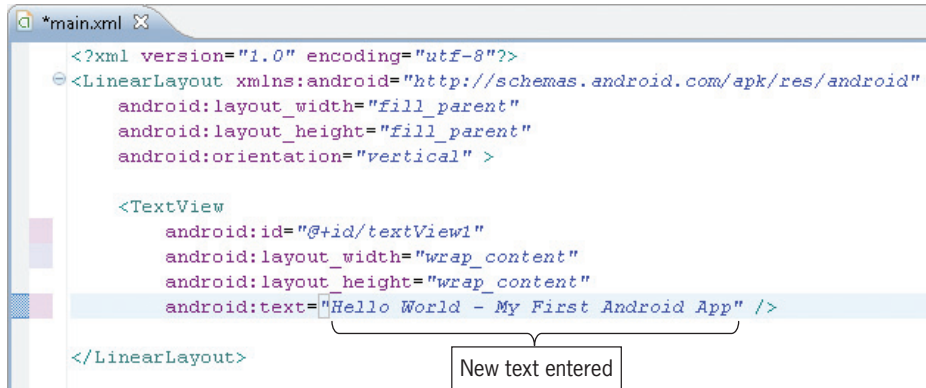 *main.xml
<?xml version="1.0" encoding="utf-8"?>
<LinearLayout xmlns:android="http://schemas.android.com/apk/res/android"
    android:layout_width="fill_parent"
    android:layout_height="fill_parent"
    android:orientation="vertical" >
    <TextView
        android:id="@+id/textView1"
        android:layout_width="wrap_content"
        android:layout_height="wrap_content"
        android:text="Hello World - My First Android App" />
</LinearLayout>
New text entered